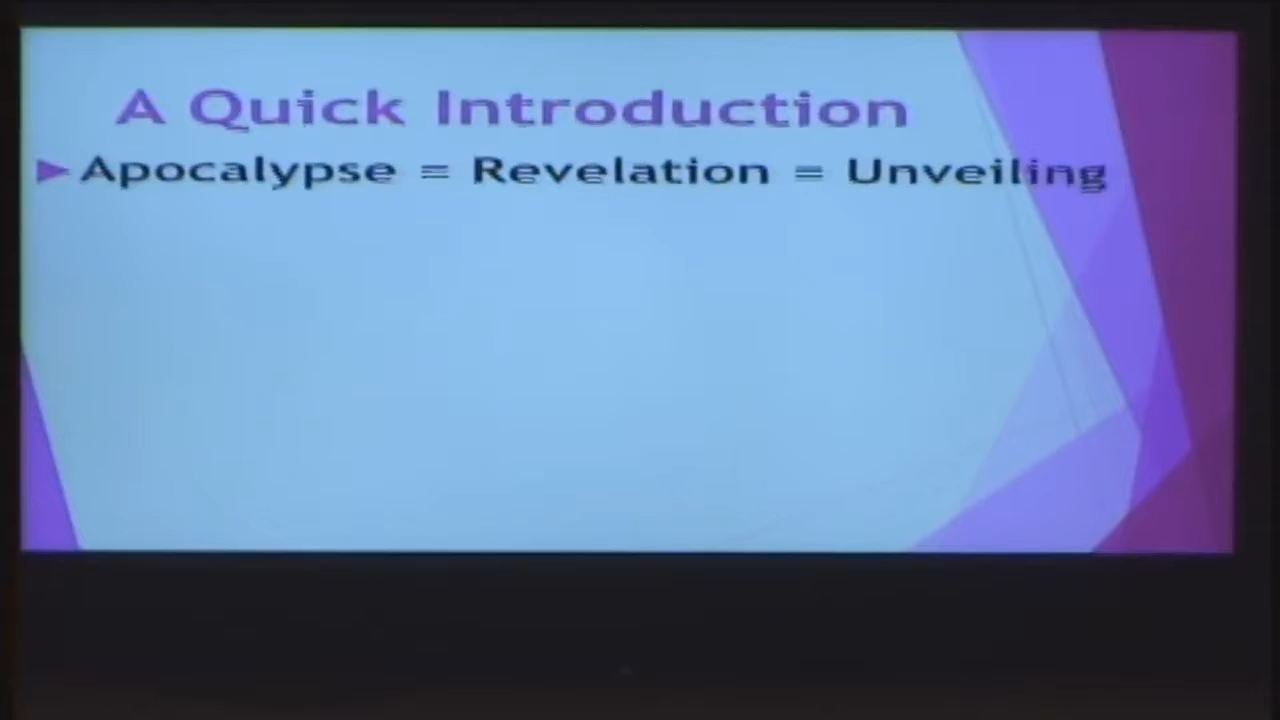 A Quick Introduction
Apocalypse = Revelation = Unveiling